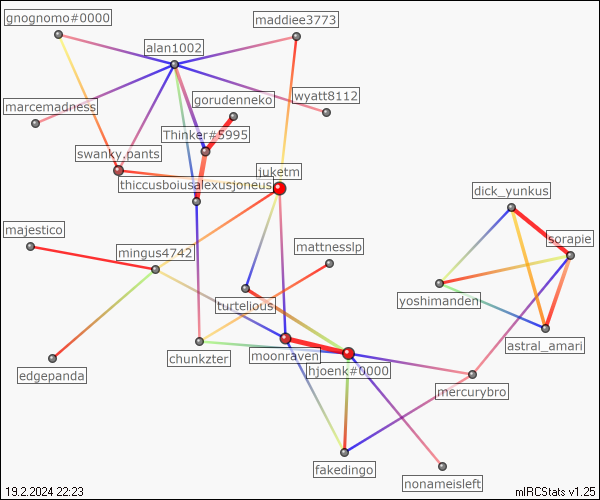 gnognomo#0000
maddiee3773
alan1002
gorudenneko
wyatt8112
marcemadness
Thinker#5995
swanky.pants
juketm
thiccusboiusalexusjoneus
dick_yunkus
majestico
sorapie
mingus4742
mattnesslp
turtelious
yoshimanden
astral_amari
chunkzter
moonraven
hjoenk#0000
edgepanda
mercurybro
fakedingo
nonameisleft
19.2.2024 22:23
mIRCStats v1.25